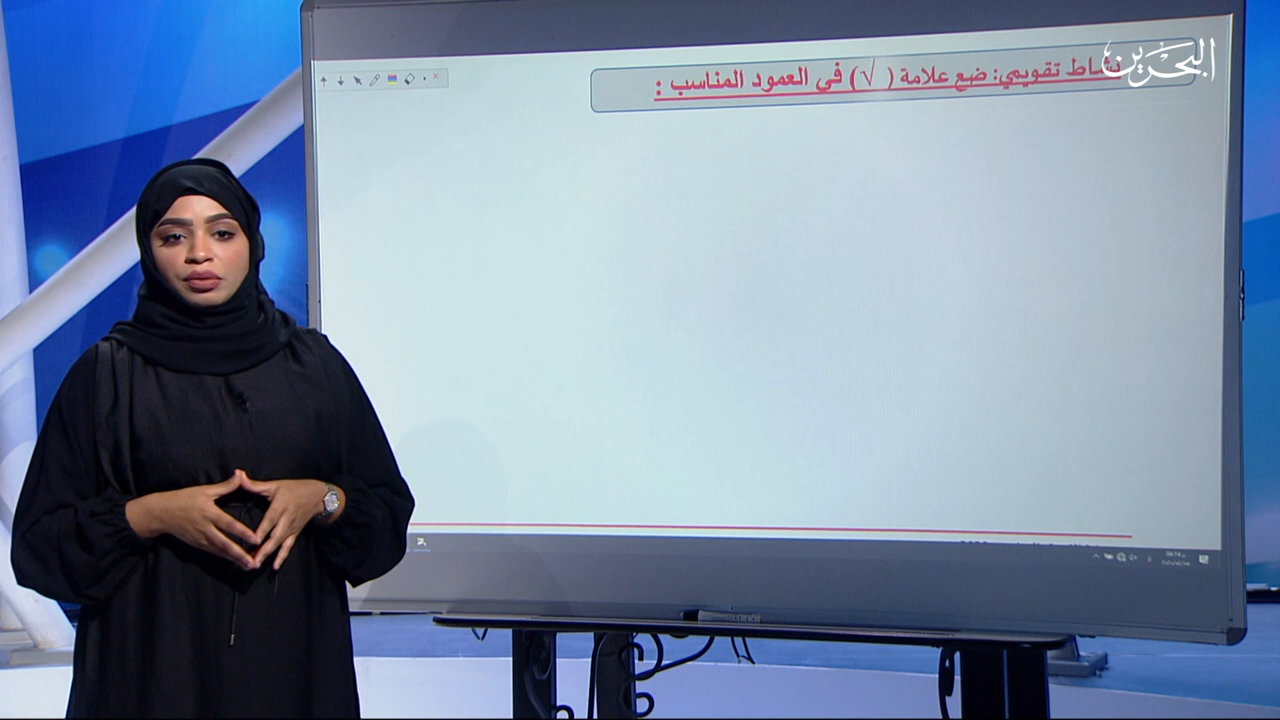 البحرين
نشاط تقويمي: ضع علامة ( √ ) في العمود المناسب :